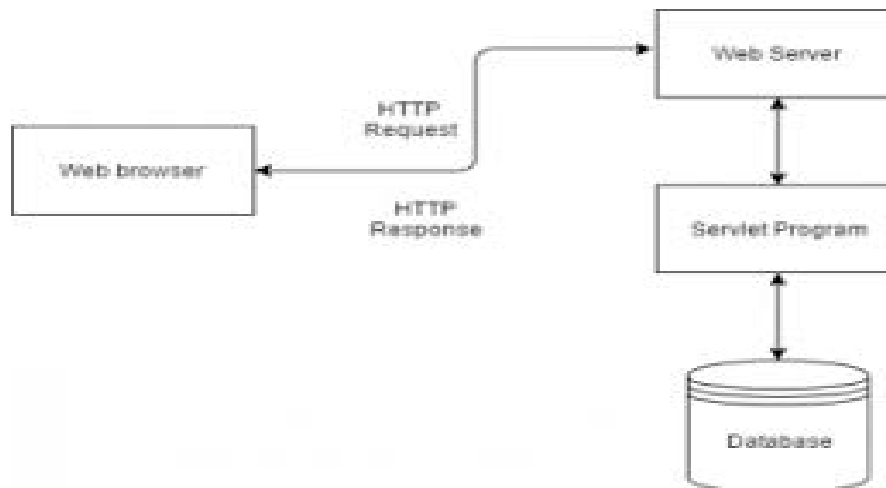 Web Server
HTTP
Request
Web browser
HTTP
Response
Servlet Program
Database